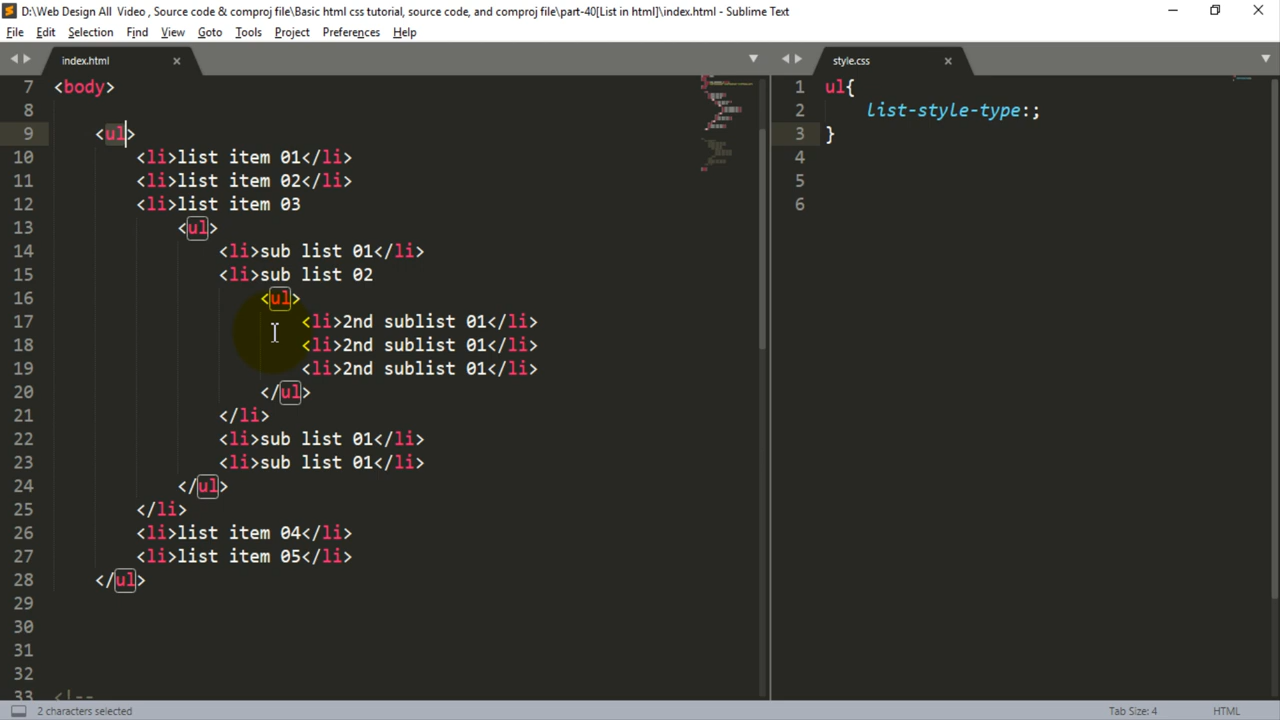 D:\Web Design All Video , Source code & comproj file\Basic html css tutorial, source code, and comproj file\part-40[List in html]\index.html - Sublime Text
File Edit Selection Find View Goto Tools Project Preferences Help
index.html
style.css
7 <body>
8
9 <ul>
10 <li>list item 01</li>
11 <li>list item 02</li>
12 <li>list item 03
13 <ul>
14 <li>sub list 01</li>
15 <li>sub list 02
16 <ul>
17 <li>2nd sublist 01</li>
18 <li>2nd sublist 01</li>
19 <li>2nd sublist 01</li>
20 </ul>
21 </li>
22 <li>sub list 01</li>
23 <li>sub list 01</li>
24 </ul>
25 </li>
26 <li>list item 04</li>
27 <li>list item 05</li>
28 </ul>
29
30
31
32
33 <!--
1 ul{
2 list-style-type:;
3 }
4
5
6
2 characters selected
Tab Size: 4
HTML